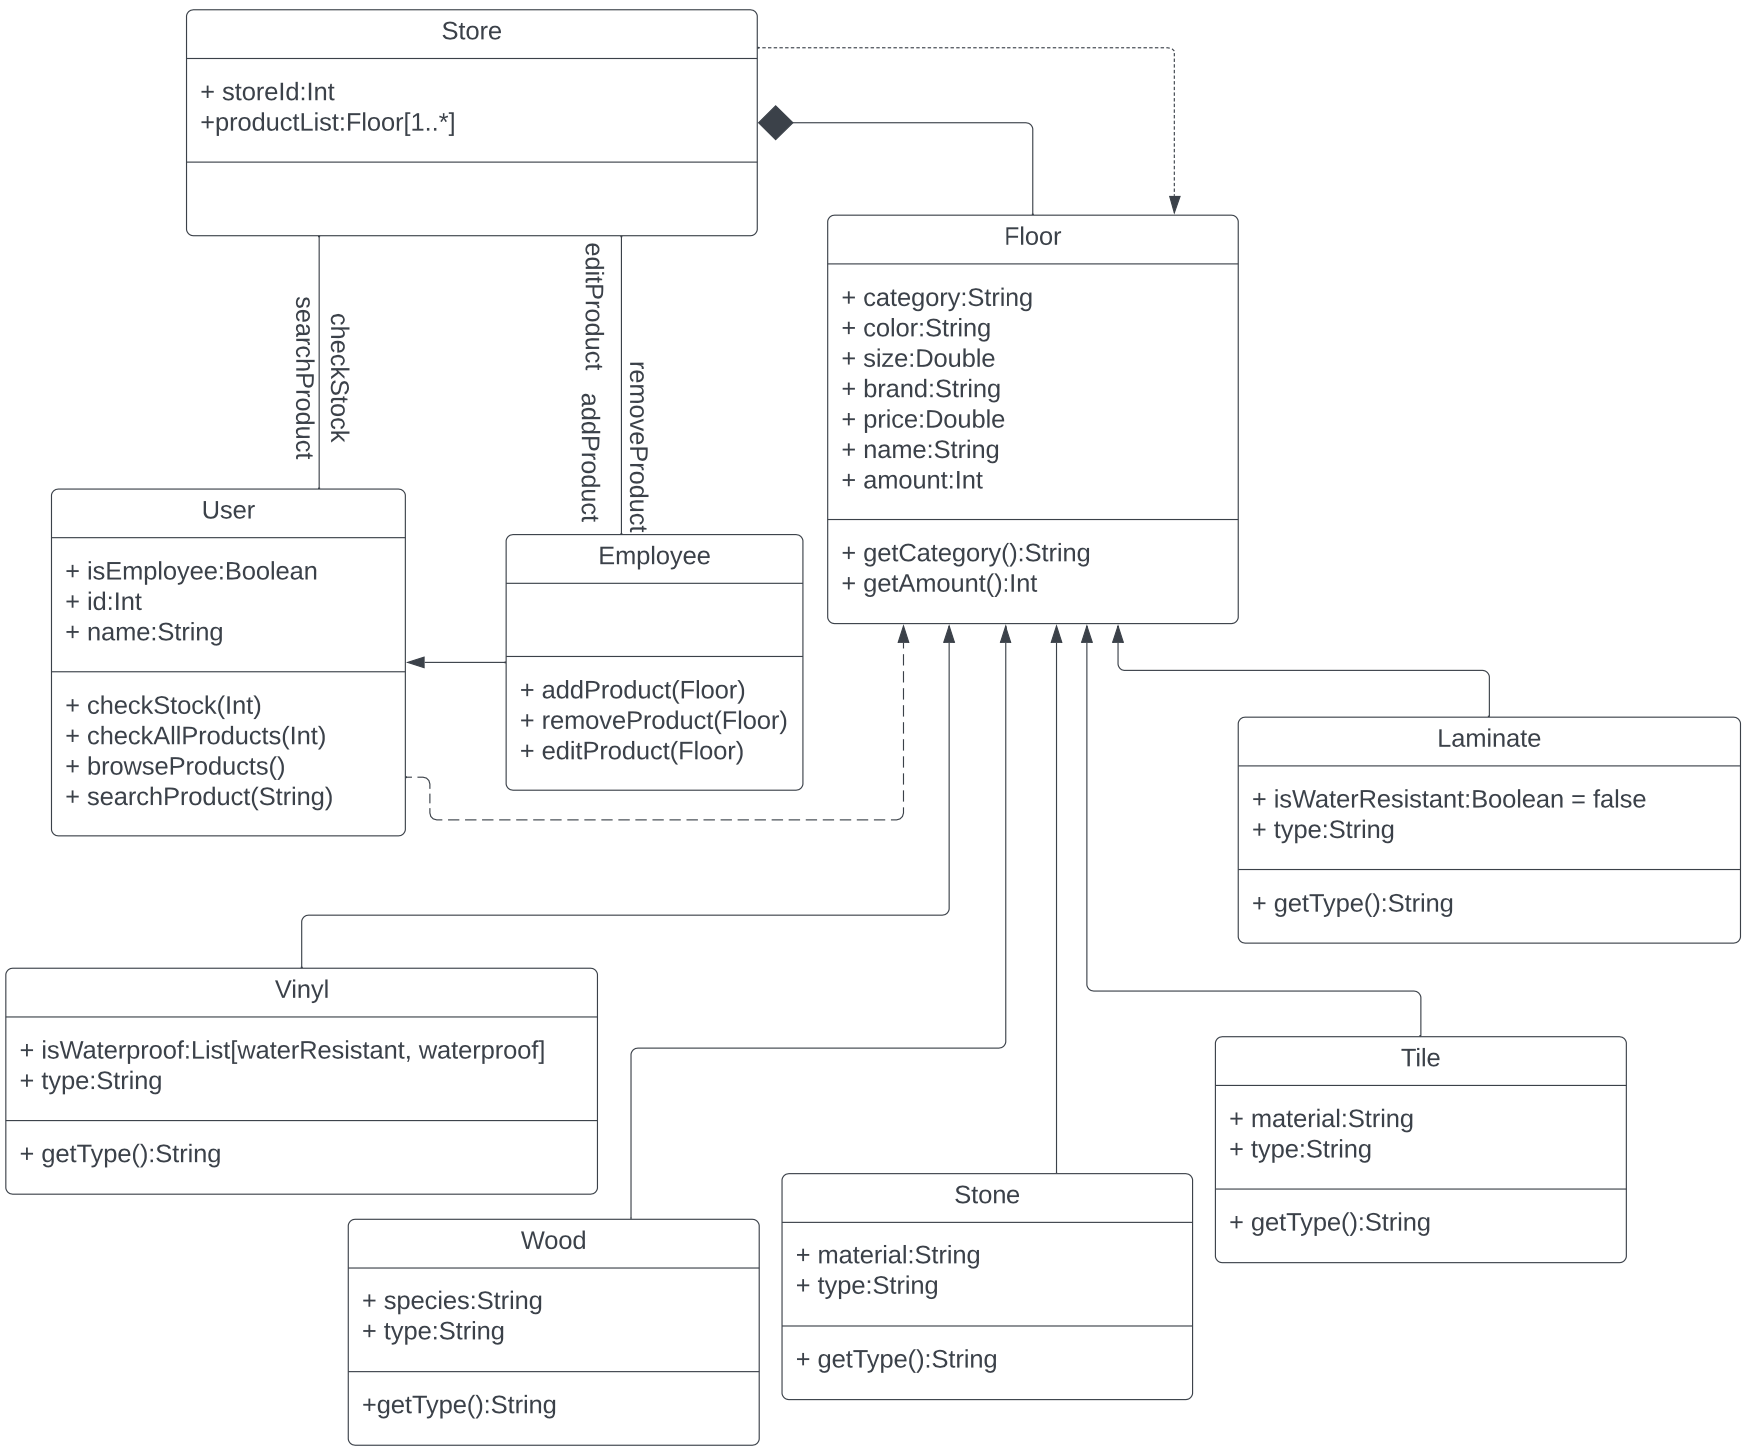 Store
+ storeId:Int
+productList:Floor[1..*]
searchProduct
checkStock
editProduct
addProduct
removeProduct
Floor
+ category:String
+ color:String
+ size:Double
+ brand:String
+ price:Double
+ name:String
+ amount:Int
+ getCategory():String
+ getAmount():Int
User
+ isEmployee:Boolean
+ id:Int
+ name:String
+ checkStock(Int)
+ checkAllProducts(Int)
+ browseProducts()
+ searchProduct(String)
Employee
+ addProduct(Floor)
+ removeProduct(Floor)
+ editProduct(Floor)
Laminate
+ isWaterResistant:Boolean = false
+ type:String
+ getType():String
Vinyl
+ isWaterproof:List[waterResistant, waterproof]
+ type:String
+ getType():String
Tile
+ material:String
+ type:String
+ getType():String
Stone
+ material:String
+ type:String
+ getType():String
Wood
+ species:String
+ type:String
+getType():String